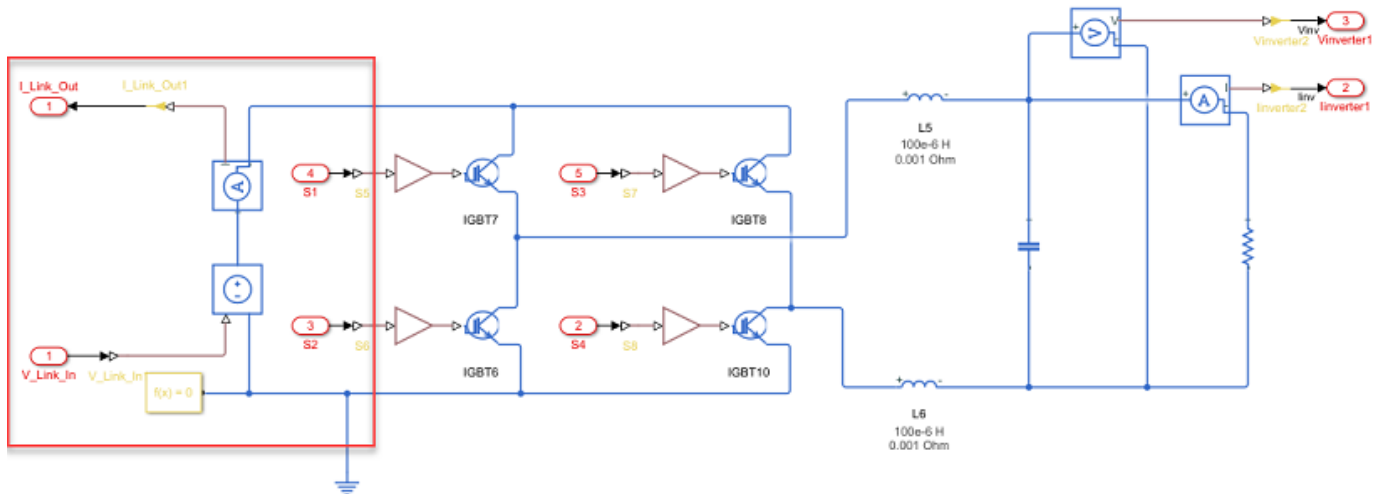 I_Link_Out
1
I_Link_Out1
A
+
-
1
V_Link_In
V_Link_In
f(x) = 0
4
S1
S5
IGBT7
5
S3
S7
IGBT8
3
S2
S6
IGBT6
2
S4
S8
IGBT10
+
-
L5
100e-6 H
0.001 Ohm
+
-
L6
100e-6 H
0.001 Ohm
+
V
V
-
Vinverter2
Vinv
3
Vinverter1
+
A
I
-
Iinverter2
Iinv
2
Iinverter1